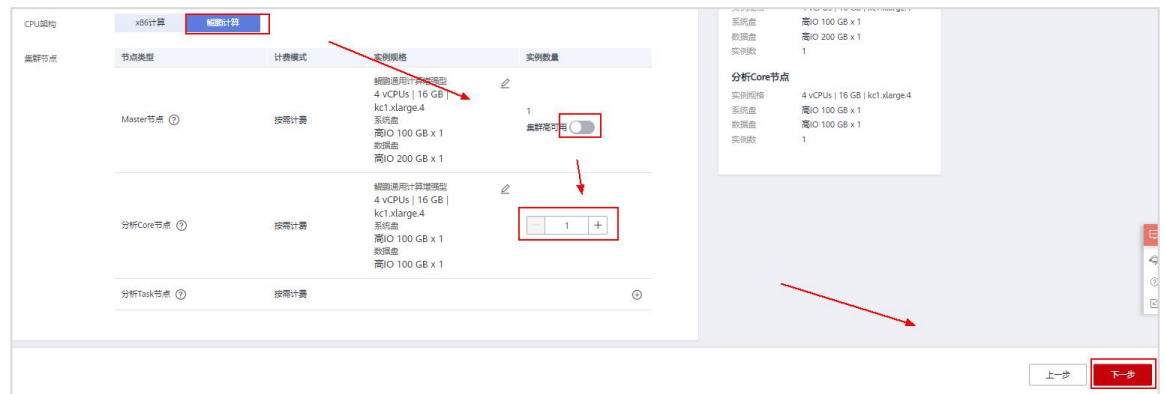 CPU架构
x86计算
鲲鹏计算
集群节点
节点类型
计费模式
实例规格
实例数量
Master节点
按需计费
鲲鹏通用计算增强型
4 vCPUs | 16 GB |
kc1.xlarge.4
系统盘
高IO 100 GB x 1
数据盘
高IO 200 GB x 1
1
集群高可用
分析Core节点
按需计费
鲲鹏通用计算增强型
4 vCPUs | 16 GB |
kc1.xlarge.4
系统盘
高IO 100 GB x 1
数据盘
高IO 100 GB x 1
1
分析Task节点
按需计费
系统盘
高IO 100 GB x 1
数据盘
高IO 200 GB x 1
实例数
1
分析Core节点
实例规格
4 vCPUs | 16 GB | kc1.xlarge.4
系统盘
高IO 100 GB x 1
数据盘
高IO 100 GB x 1
实例数
1
上一步
下一步